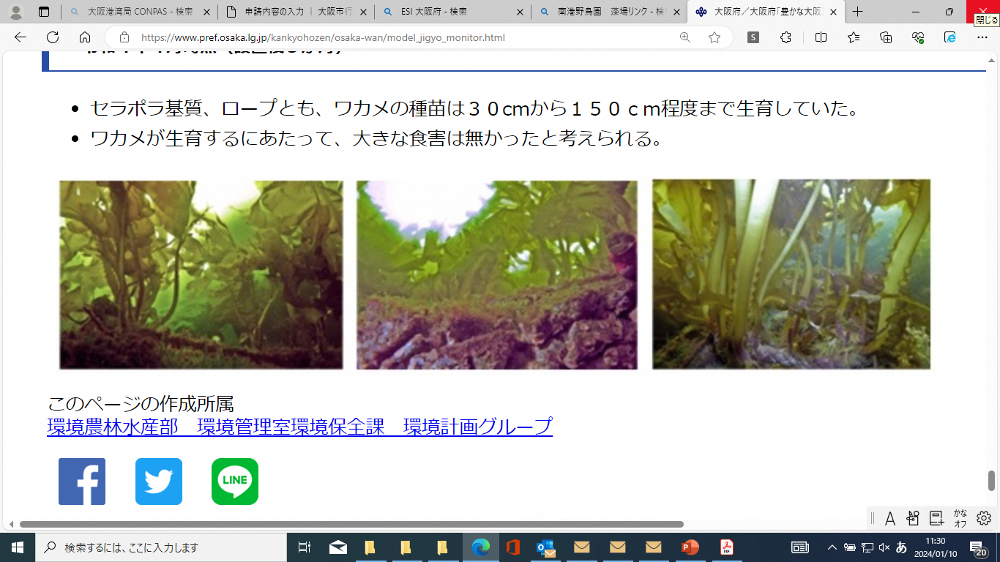 大阪港湾局 CONPAS - 検索
申請内容の入力 | 大阪市行
ESI 大阪府 - 検索
南港野鳥園　藻場リンク - 検
大阪府／大阪府「豊かな大阪
閉じる
https://www.pref.osaka.lg.jp/kankyohozen/osaka-wan/model_jigyo_monitor.html
S
• セラポラ基質、ロープとも、ワカメの種苗は３０cmから１５０ｃｍ程度まで生育していた。
• ワカメが生育するにあたって、大きな食害は無かったと考えられる。
このページの作成所属
環境農林水産部　環境管理室環境保全課　環境計画グループ
LINE
A
かな
オフ
検索するには、ここに入力します
あ
11:30
2024/01/10
20